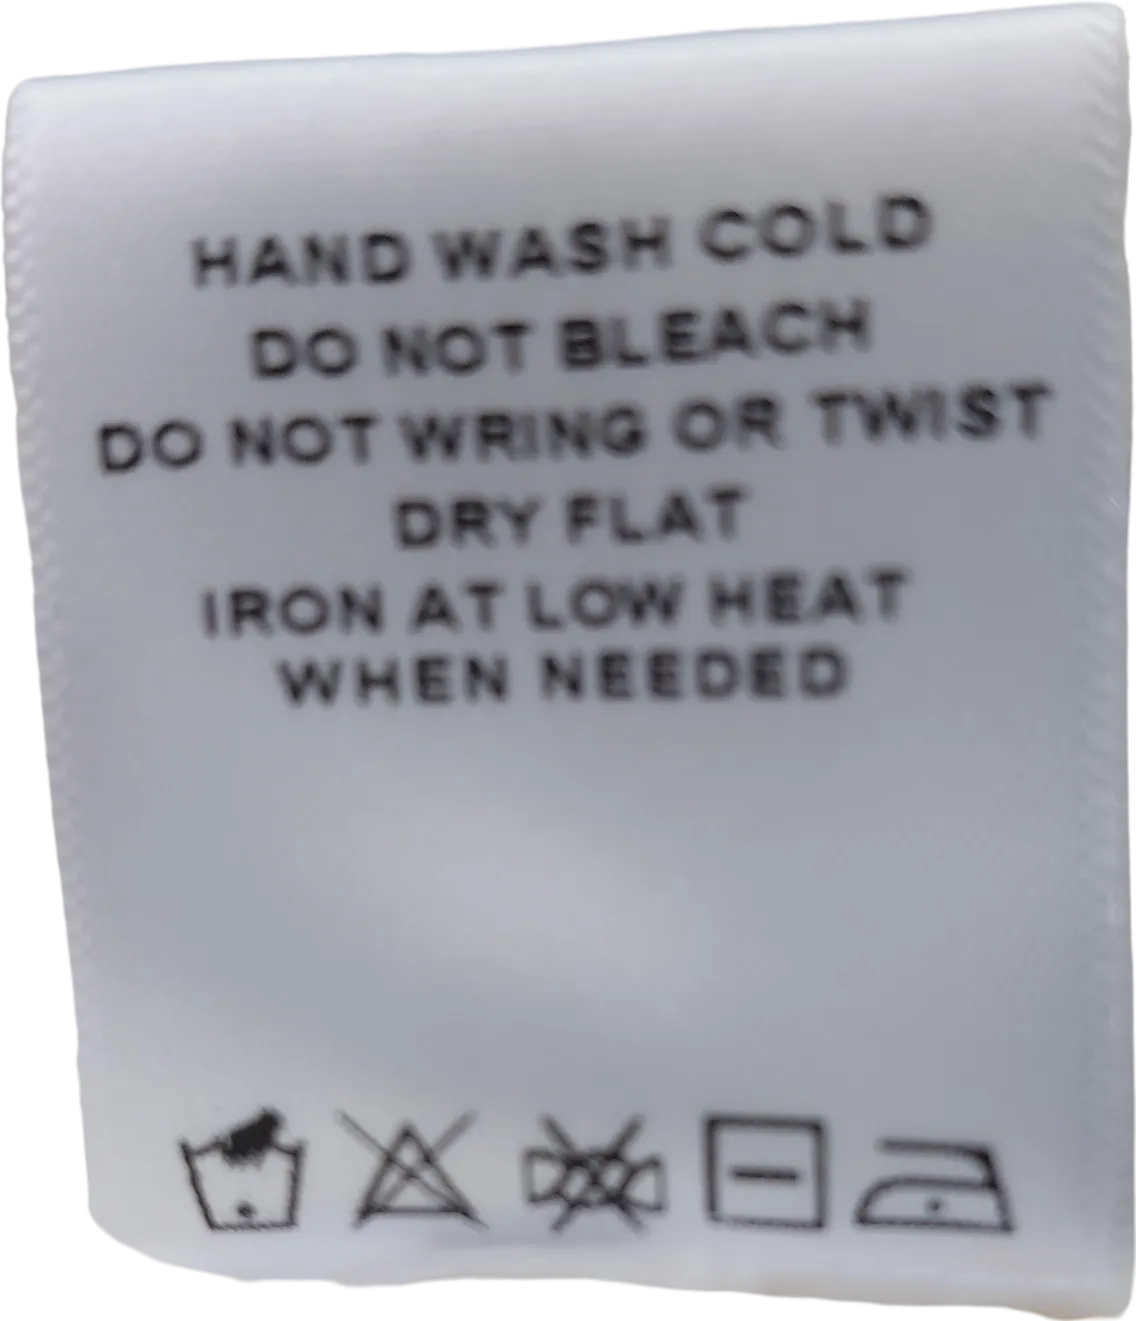 HAND WASH COLD
DO NOT BLEACH
DO NOT WRING OR TWIST
DRY FLAT
IRON AT LOW HEAT
WHEN NEEDED